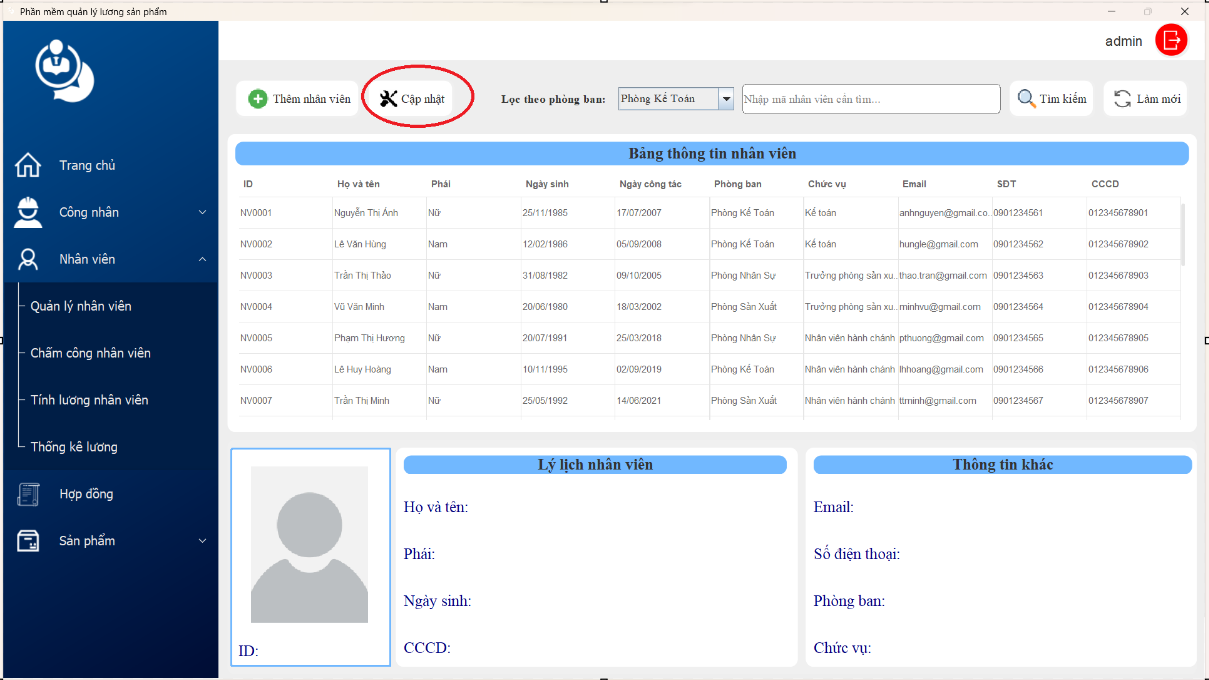 Phần mềm quản lý lương sản phẩm
admin
Thêm nhân viên
Cập nhật
Lọc theo phòng ban:
Phòng Kế Toán
Nhập mã nhân viên cần tìm...
Tìm kiếm
Làm mới
Trang chủ
Công nhân
Nhân viên
Quản lý nhân viên
Chấm công nhân viên
Tính lương nhân viên
Thống kê lương
Hợp đồng
Sản phẩm
Bảng thông tin nhân viên
ID Họ và tên Phái Ngày sinh Ngày công tác Phòng ban Chức vụ Email SĐT CCCD
NV0001 Nguyễn Thị Ánh Nữ 25/11/1985 17/07/2007 Phòng Kế Toán Kế toán anhnguyen@gmail.co... 0901234561 012345678901
NV0002 Lê Văn Hùng Nam 12/02/1986 05/09/2008 Phòng Kế Toán Kế toán hungle@gmail.com 0901234562 012345678902
NV0003 Trần Thị Thảo Nữ 31/08/1982 09/10/2005 Phòng Nhân Sự Trưởng phòng sản xu... thao.tran@gmail.com 0901234563 012345678903
NV0004 Vũ Văn Minh Nam 20/06/1980 18/03/2002 Phòng Sản Xuất Trưởng phòng sản xu... minhvu@gmail.com 0901234564 012345678904
NV0005 Phạm Thị Hương Nữ 20/07/1991 25/03/2018 Phòng Nhân Sự Nhân viên hành chánh pthuong@gmail.com 0901234565 012345678905
NV0006 Lê Huy Hoàng Nam 10/11/1995 02/09/2019 Phòng Kế Toán Nhân viên hành chánh lhhoang@gmail.com 0901234566 012345678906
NV0007 Trần Thị Minh Nữ 25/05/1992 14/06/2021 Phòng Sản Xuất Nhân viên hành chánh ttminh@gmail.com 0901234567 012345678907
ID:
Lý lịch nhân viên
Họ và tên:
Phái:
Ngày sinh:
CCCD:
Thông tin khác
Email:
Số điện thoại:
Phòng ban:
Chức vụ: